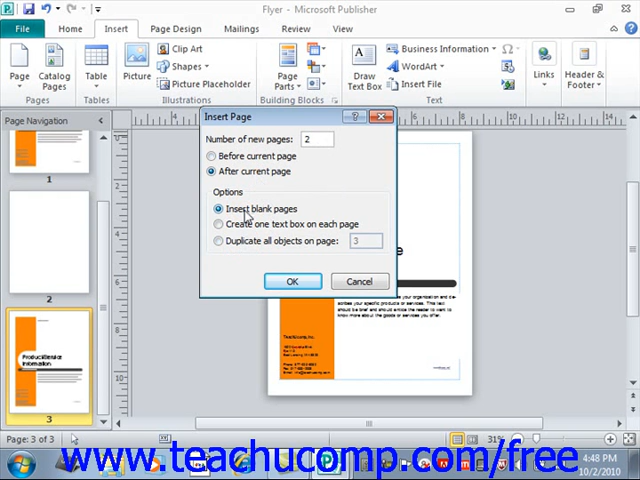 Flyer - Microsoft Publisher
File Home Insert Page Design Mailings Review View
Page
Catalog Pages
Table
Picture
Clip Art
Shapes
Picture Placeholder
Page Parts
Draw Text Box
Business Information
WordArt
Insert File
Links
Header & Footer
Pages Tables Illustrations Building Blocks Text
Page Navigation
1
2
Product/Service Information
3
Insert Page
Number of new pages: 2
Before current page
After current page
Options
Insert blank pages
Create one text box on each page
Duplicate all objects on page: 3
OK Cancel
TeachUcomp, Inc.
Page: 3 of 3
31%
www.teachucomp.com/free
4:48 PM
10/2/2010